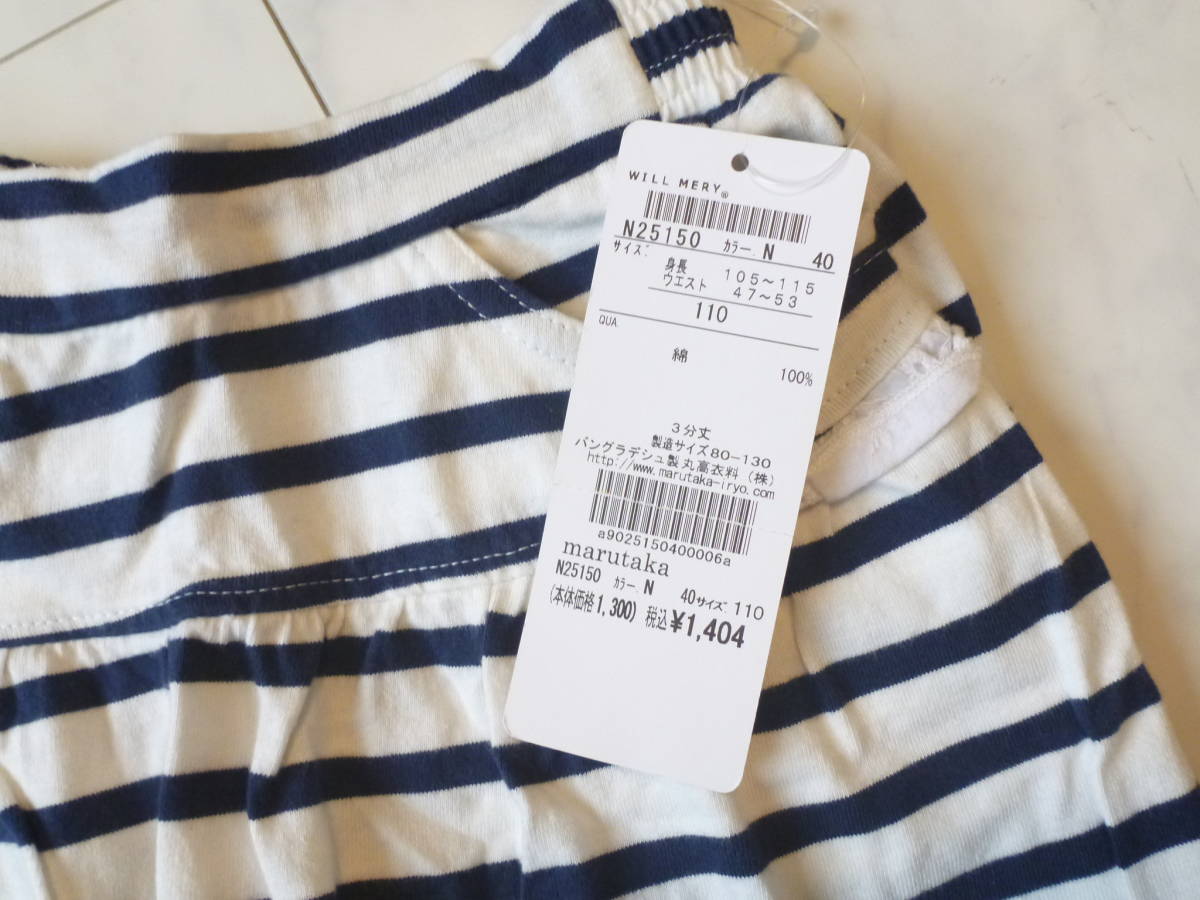 WILL MERY®
N25150 カラー. N 40
サイズ:
身長 105~115
ウエスト 47~53
110
QUA.
綿 100%
3分丈
製造サイズ80-130
バングラデシュ製丸高衣料(株)
http://www.marutaka-iryo.com
a9025150400006a
marutaka
N25150 カラー. N 40サイズ: 110
(本体価格1,300) 税込¥1,404